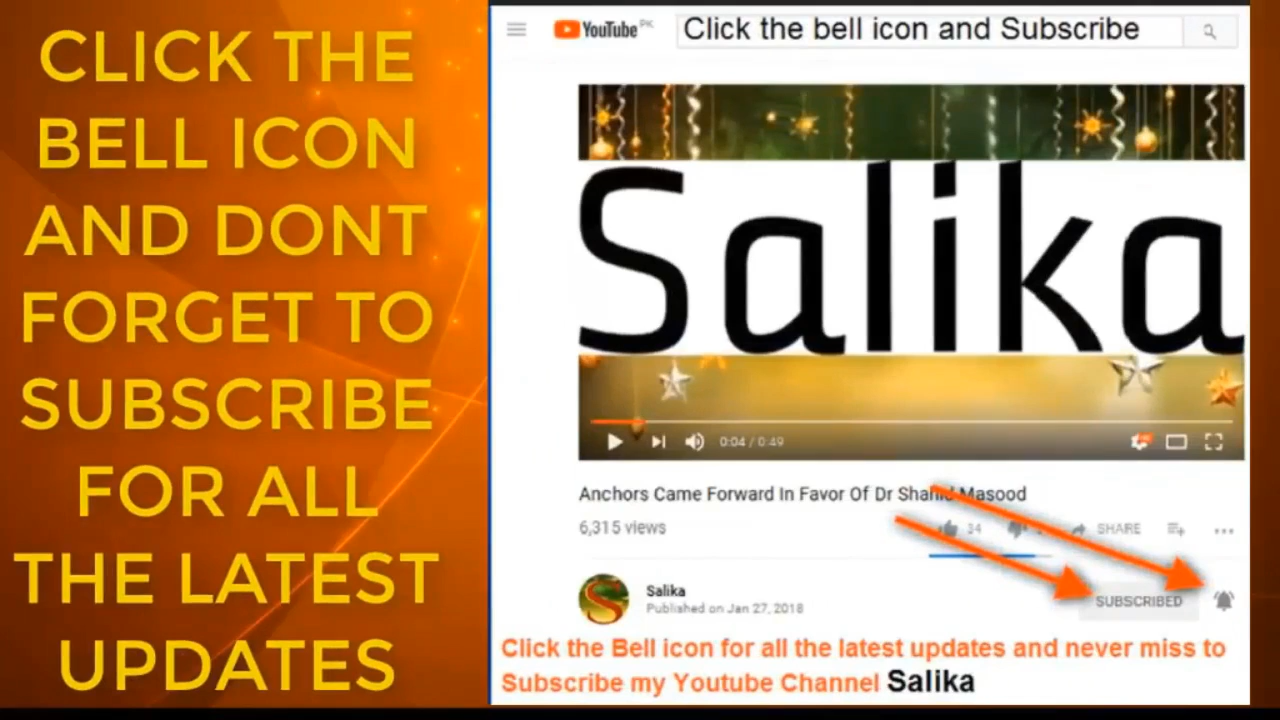 CLICK THE
BELL ICON
AND DONT
FORGET TO
SUBSCRIBE
FOR ALL
THE LATEST
UPDATES
YouTube PK
Click the bell icon and Subscribe
Salika
0:04 / 0:49
Anchors Came Forward In Favor Of Dr Shahid Masood
6,315 views
34
SHARE
S
Salika
Published on Jan 27, 2018
SUBSCRIBED
Click the Bell icon for all the latest updates and never miss to
Subscribe my Youtube Channel Salika